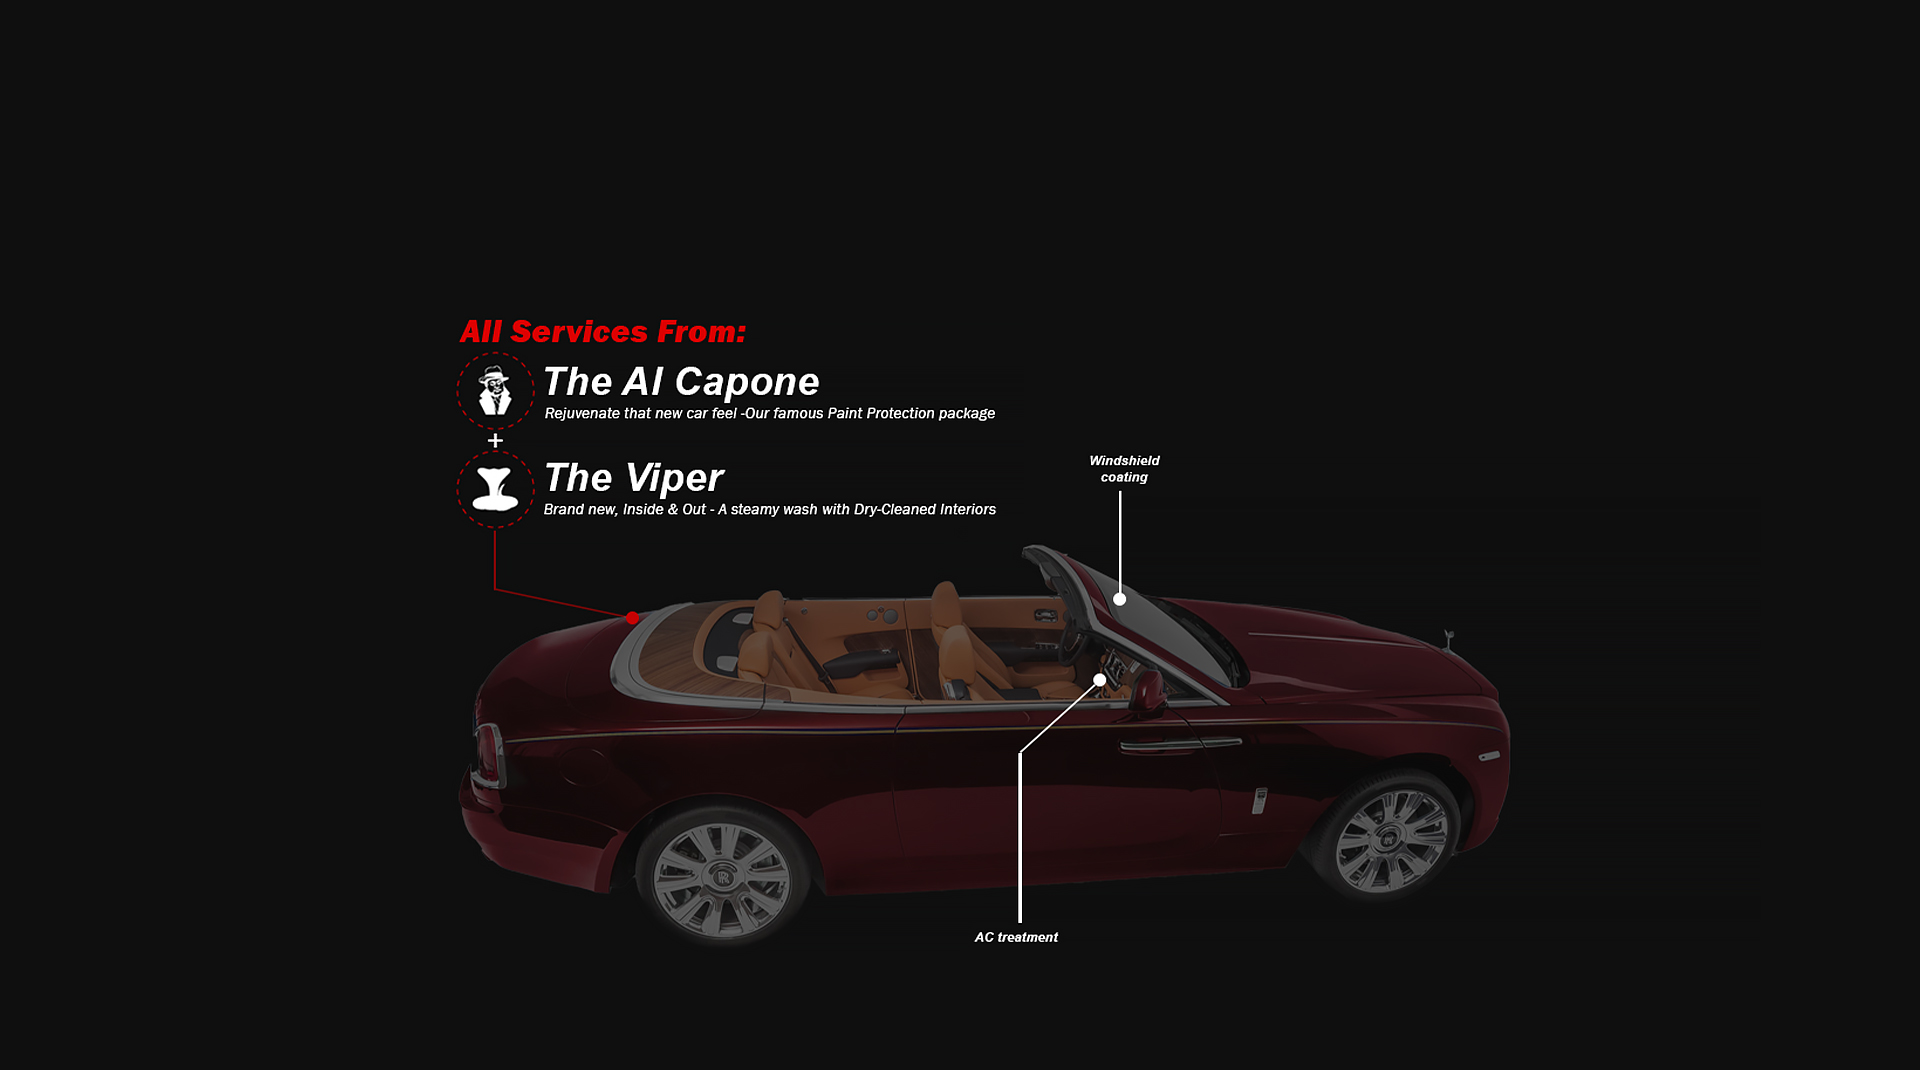 All Services From:
The Al Capone
Rejuvenate that new car feel -Our famous Paint Protection package
+
The Viper
Brand new, Inside & Out - A steamy wash with Dry-Cleaned Interiors
Windshield
coating
AC treatment